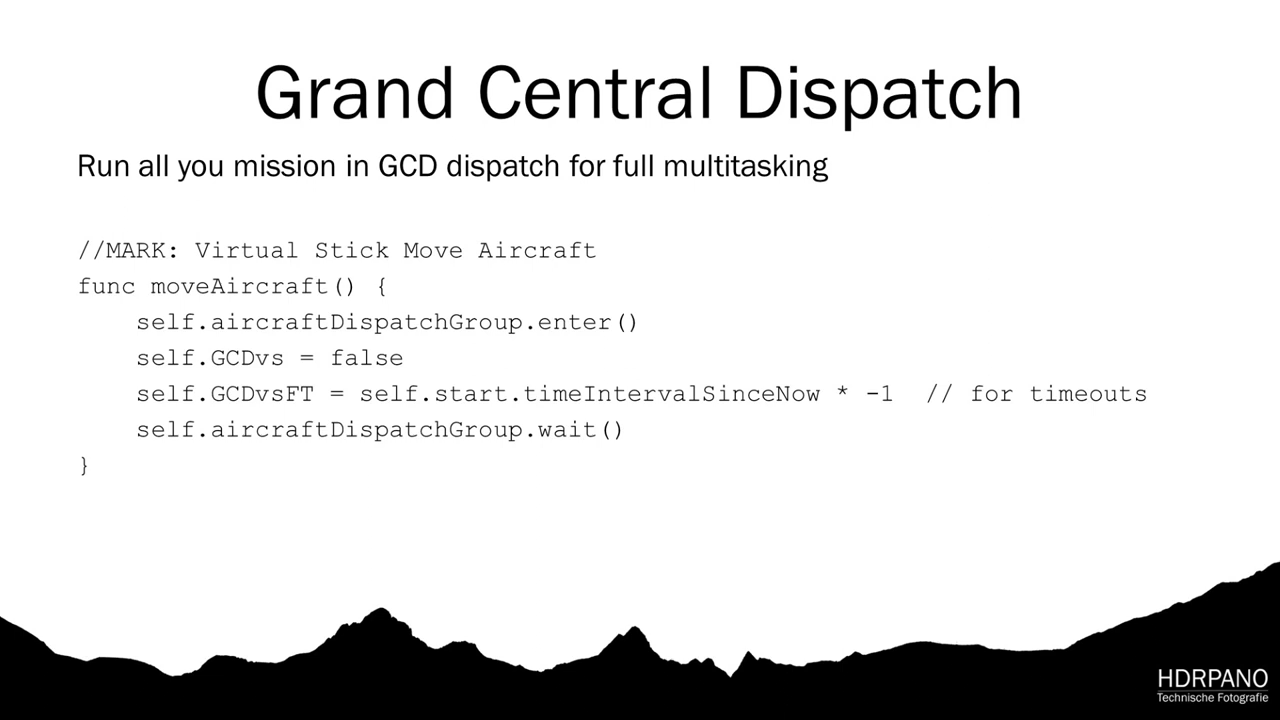 Grand Central Dispatch
Run all you mission in GCD dispatch for full multitasking
//MARK: Virtual Stick Move Aircraft
func moveAircraft() {
    self.aircraftDispatchGroup.enter()
    self.GCDvs = false
    self.GCDvsFT = self.start.timeIntervalSinceNow * -1  // for timeouts
    self.aircraftDispatchGroup.wait()
}
HDRPANO
Technische Fotografie